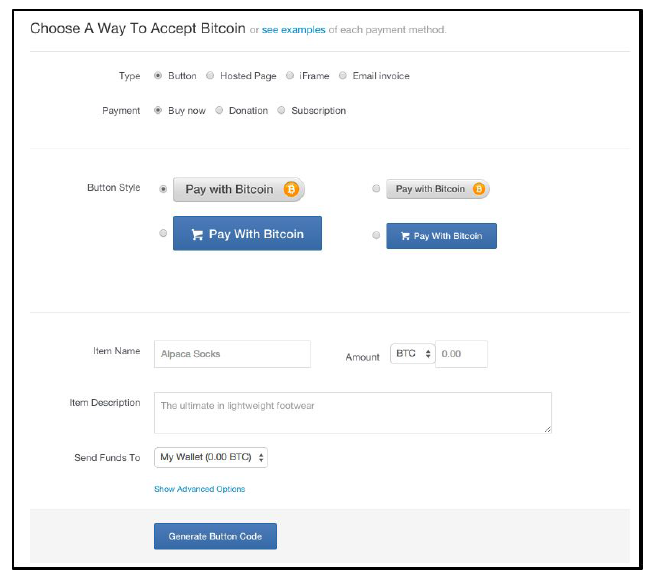 Choose A Way To Accept Bitcoin or see examples of each payment method.
Type Button Hosted Page iFrame Email invoice
Payment Buy now Donation Subscription
Button Style Pay with Bitcoin Pay with Bitcoin
Pay With Bitcoin Pay With Bitcoin
Item Name Alpaca Socks Amount BTC 0.00
Item Description The ultimate in lightweight footwear
Send Funds To My Wallet (0.00 BTC)
Show Advanced Options
Generate Button Code